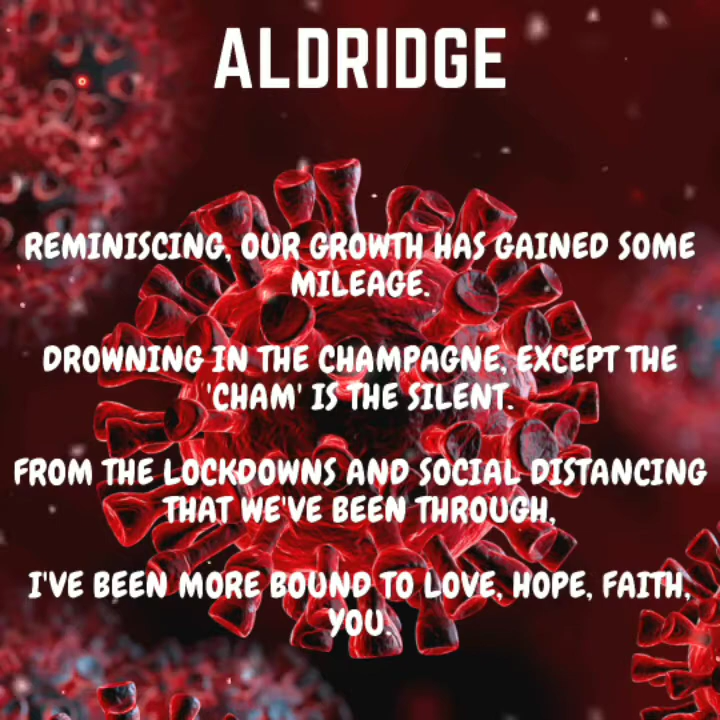 ALDRIDGE
REMINISCING, OUR GROWTH HAS GAINED SOME
MILEAGE.
DROWNING IN THE CHAMPAGNE, EXCEPT THE
'CHAM' IS THE SILENT.
FROM THE LOCKDOWNS AND SOCIAL DISTANCING
THAT WE'VE BEEN THROUGH,
I'VE BEEN MORE BOUND TO LOVE, HOPE, FAITH,
YOU.